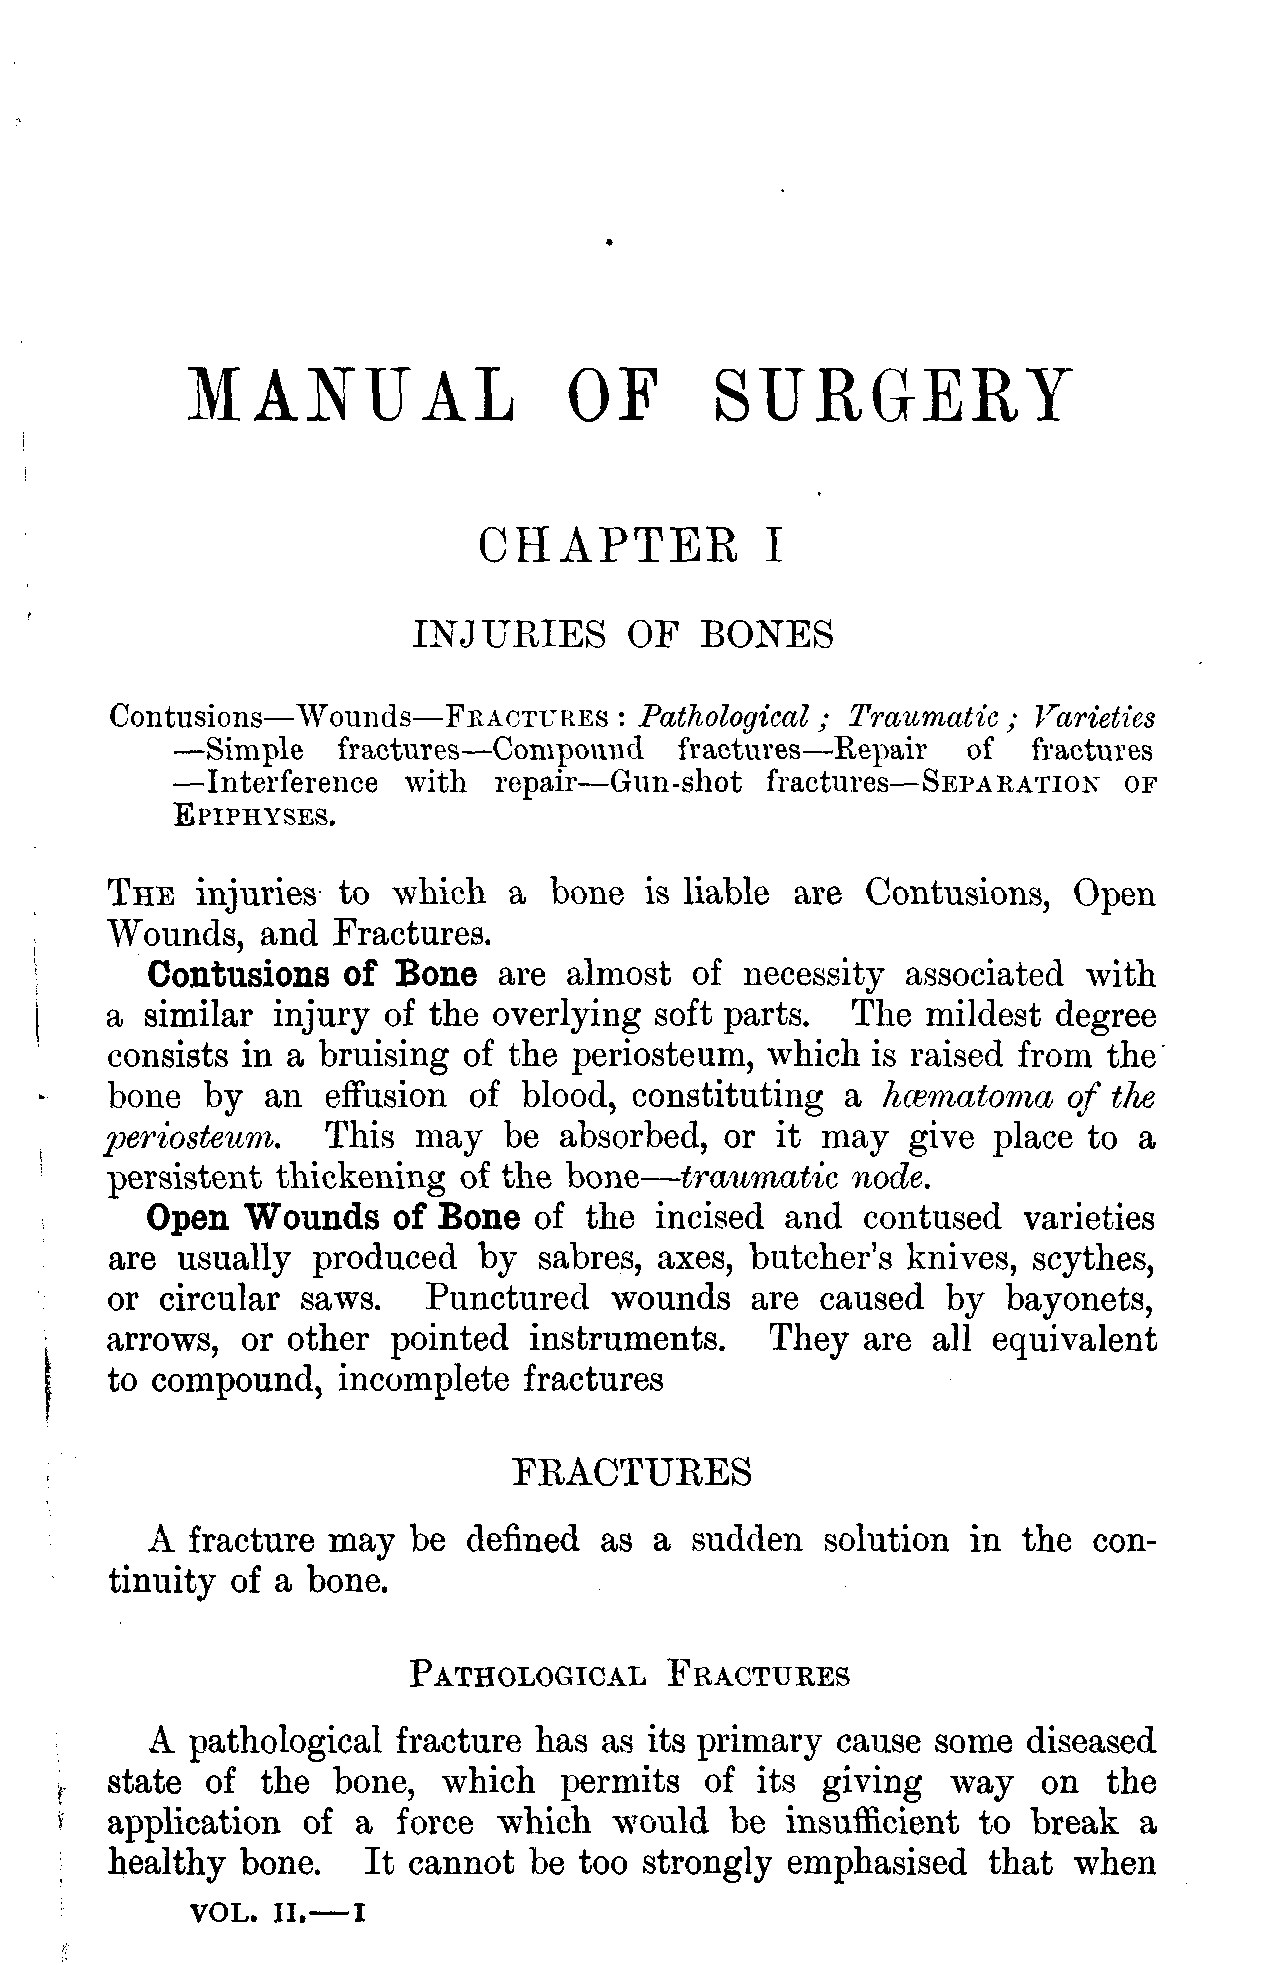 MANUAL OF SURGERY
CHAPTER I
INJURIES OF BONES
Contusions—Wounds—FRACTURES : Pathological ; Traumatic ; Varieties
—Simple fractures—Compound fractures—Repair of fractures
—Interference with repair—Gun-shot fractures—SEPARATION OF
EPIPHYSES.
THE injuries to which a bone is liable are Contusions, Open
Wounds, and Fractures.
Contusions of Bone are almost of necessity associated with
a similar injury of the overlying soft parts. The mildest degree
consists in a bruising of the periosteum, which is raised from the
bone by an effusion of blood, constituting a hæmatoma of the
periosteum. This may be absorbed, or it may give place to a
persistent thickening of the bone—traumatic node.
Open Wounds of Bone of the incised and contused varieties
are usually produced by sabres, axes, butcher's knives, scythes,
or circular saws. Punctured wounds are caused by bayonets,
arrows, or other pointed instruments. They are all equivalent
to compound, incomplete fractures
FRACTURES
A fracture may be defined as a sudden solution in the con-
tinuity of a bone.
PATHOLOGICAL FRACTURES
A pathological fracture has as its primary cause some diseased
state of the bone, which permits of its giving way on the
application of a force which would be insufficient to break a
healthy bone. It cannot be too strongly emphasised that when
VOL. II.—I